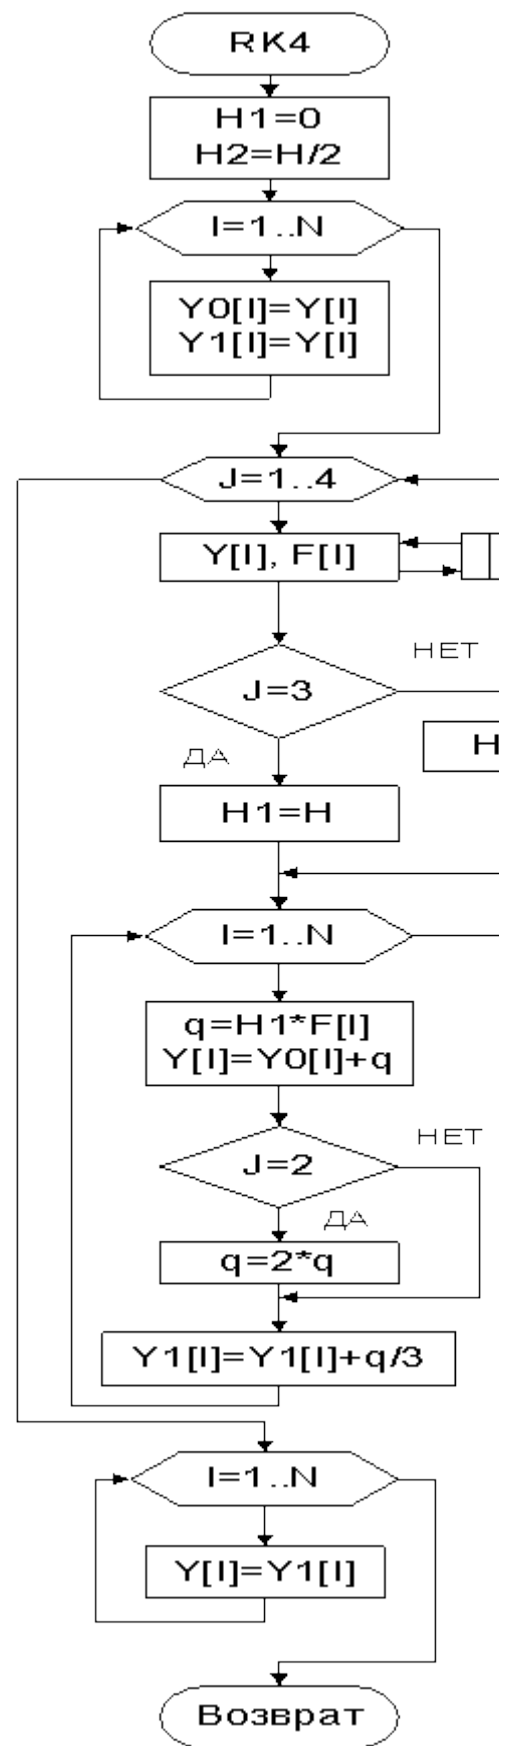 RK4
H1=0
H2=H/2
I=1..N
Y0[I]=Y[I]
Y1[I]=Y[I]
J=1..4
Y[I], F[I]
НЕТ
J=3
H
ДА
H1=H
I=1..N
q=H1*F[I]
Y[I]=Y0[I]+q
НЕТ
J=2
ДА
q=2*q
Y1[I]=Y1[I]+q/3
I=1..N
Y[I]=Y1[I]
Возврат